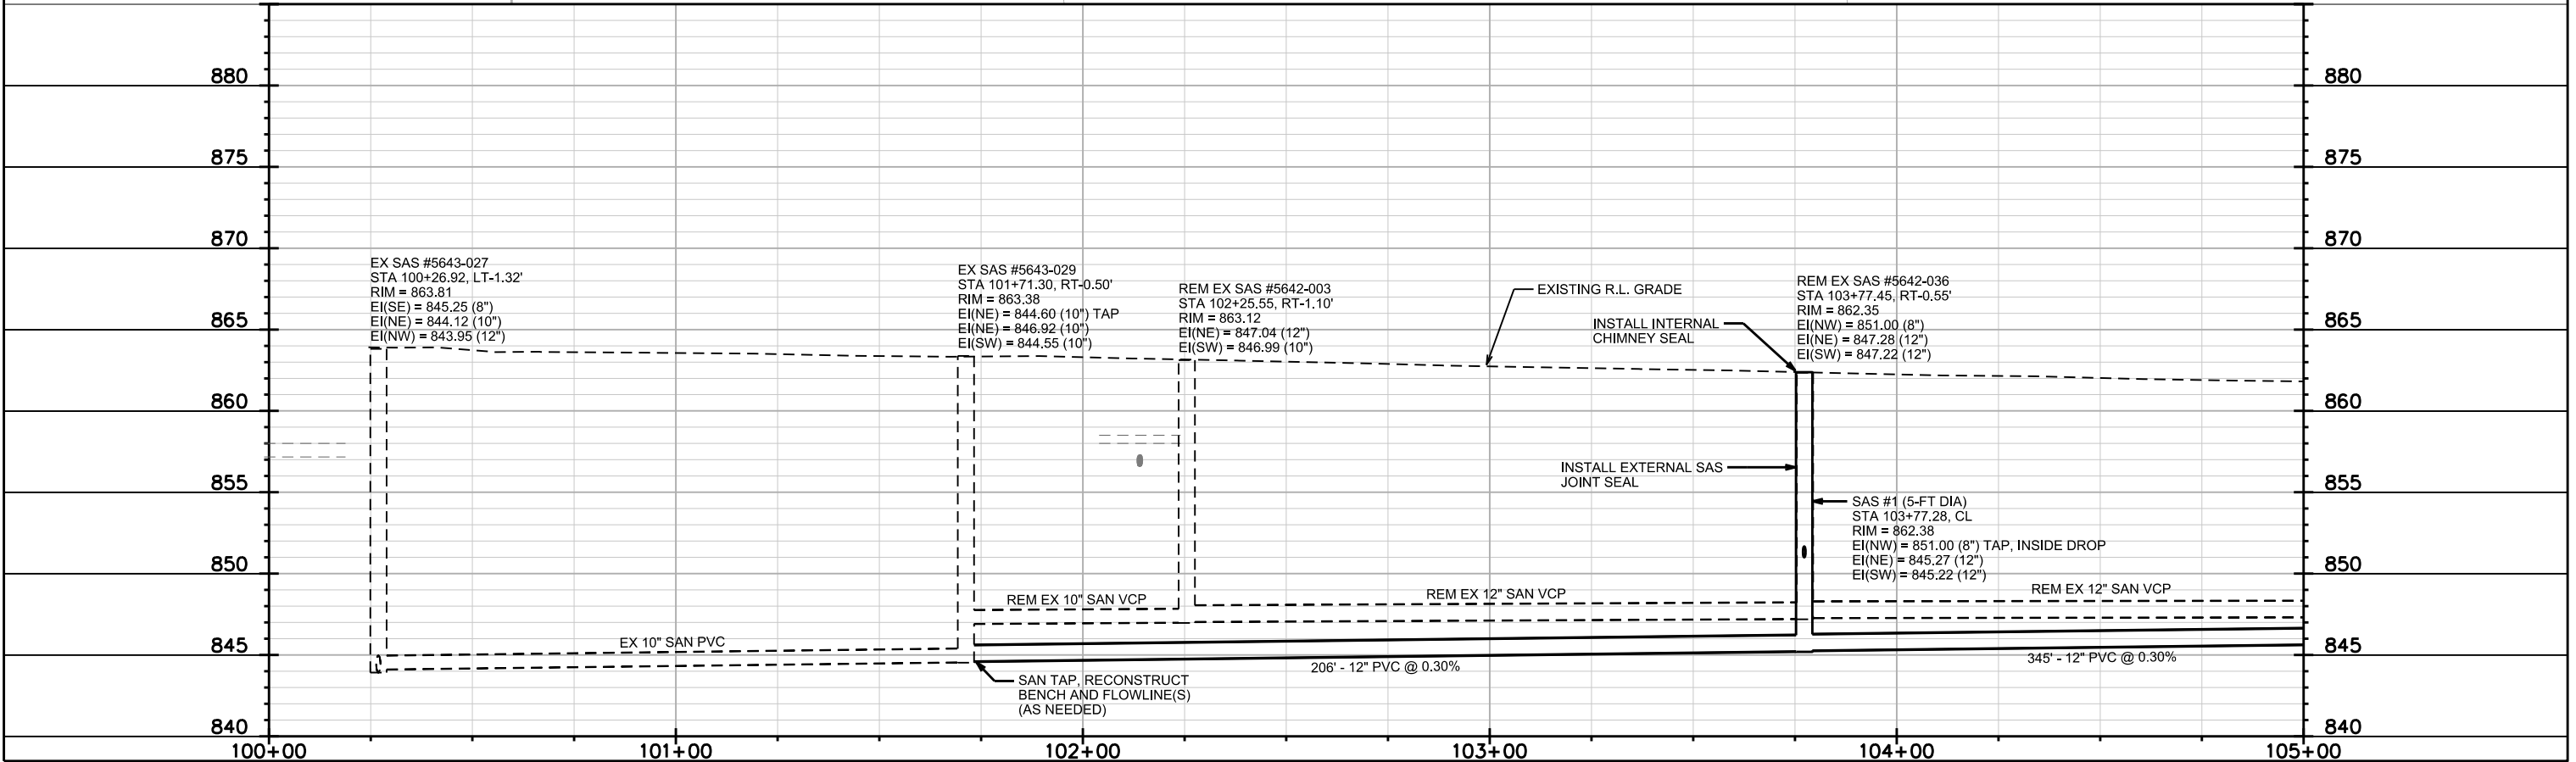 880
875
870
865
860
855
850
845
840
880
875
870
865
860
855
850
845
840
100+00
101+00
102+00
103+00
104+00
105+00
EX SAS #5643-027
STA 100+26.92, LT-1.32'
RIM = 863.81
EI(SE) = 845.25 (8")
EI(NE) = 844.12 (10")
EI(NW) = 843.95 (12")
EX SAS #5643-029
STA 101+71.30, RT-0.50'
RIM = 863.38
EI(NE) = 844.60 (10") TAP
EI(NE) = 846.92 (10")
EI(SW) = 844.55 (10")
REM EX SAS #5642-003
STA 102+25.55, RT-1.10'
RIM = 863.12
EI(NE) = 847.04 (12")
EI(SW) = 846.99 (10")
EXISTING R.L. GRADE
INSTALL INTERNAL
CHIMNEY SEAL
REM EX SAS #5642-036
STA 103+77.45, RT-0.55'
RIM = 862.35
EI(NW) = 851.00 (8")
EI(NE) = 847.28 (12")
EI(SW) = 847.22 (12")
INSTALL EXTERNAL SAS
JOINT SEAL
SAS #1 (5-FT DIA)
STA 103+77.28, CL
RIM = 862.38
EI(NW) = 851.00 (8") TAP, INSIDE DROP
EI(NE) = 845.27 (12")
EI(SW) = 845.22 (12")
REM EX 10" SAN VCP
REM EX 12" SAN VCP
REM EX 12" SAN VCP
EX 10" SAN PVC
206' - 12" PVC @ 0.30%
345' - 12" PVC @ 0.30%
SAN TAP, RECONSTRUCT
BENCH AND FLOWLINE(S)
(AS NEEDED)